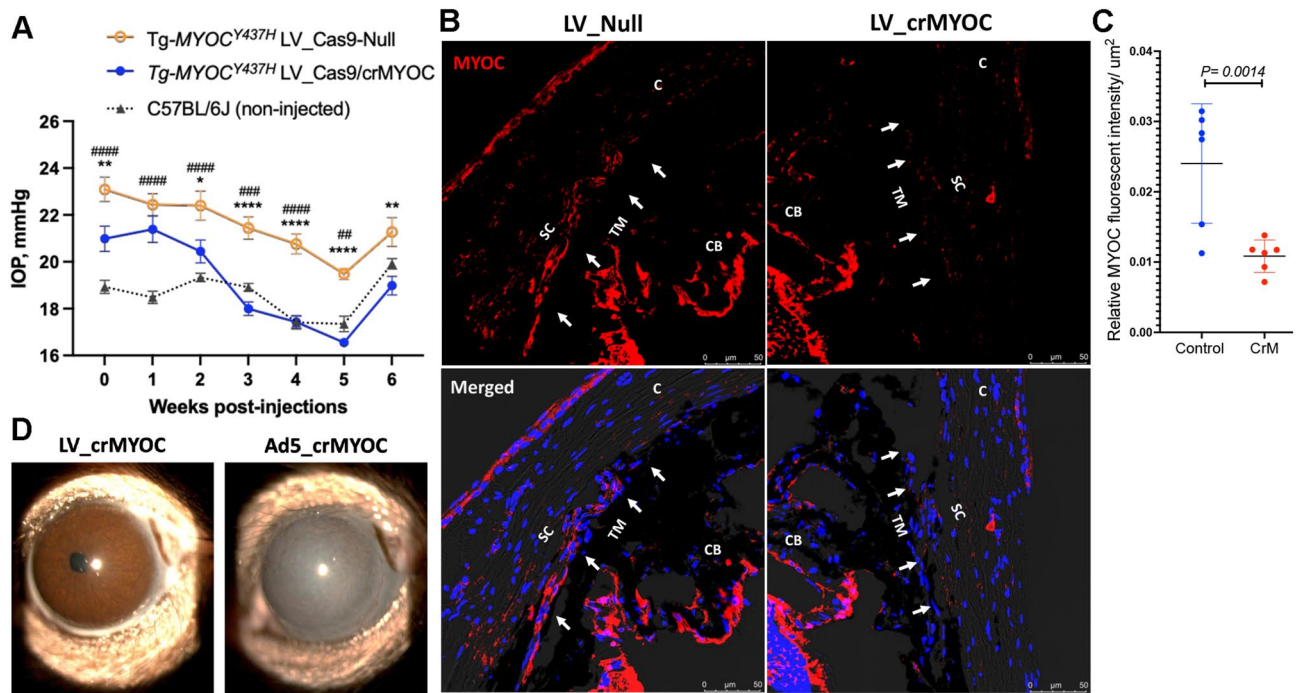 A
Tg-MYOC^Y437H LV_Cas9-Null
Tg-MYOC^Y437H LV_Cas9/crMYOC
C57BL/6J (non-injected)
IOP, mmHg
26
24
22
20
18
16
####
**
####
####
*
###
****
####
****
##
****
**
0 1 2 3 4 5 6
Weeks post-injections
B
LV_Null
LV_crMYOC
MYOC
C
SC
TM
CB
0 µm 50
C
SC
TM
CB
0 µm 50
Merged
C
SC
TM
CB
0 µm 50
C
SC
TM
CB
0 µm 50
C
Relative MYOC fluorescent intensity/ um²
0.04
0.03
0.02
0.01
0.00
P= 0.0014
Control CrM
D
LV_crMYOC
Ad5_crMYOC